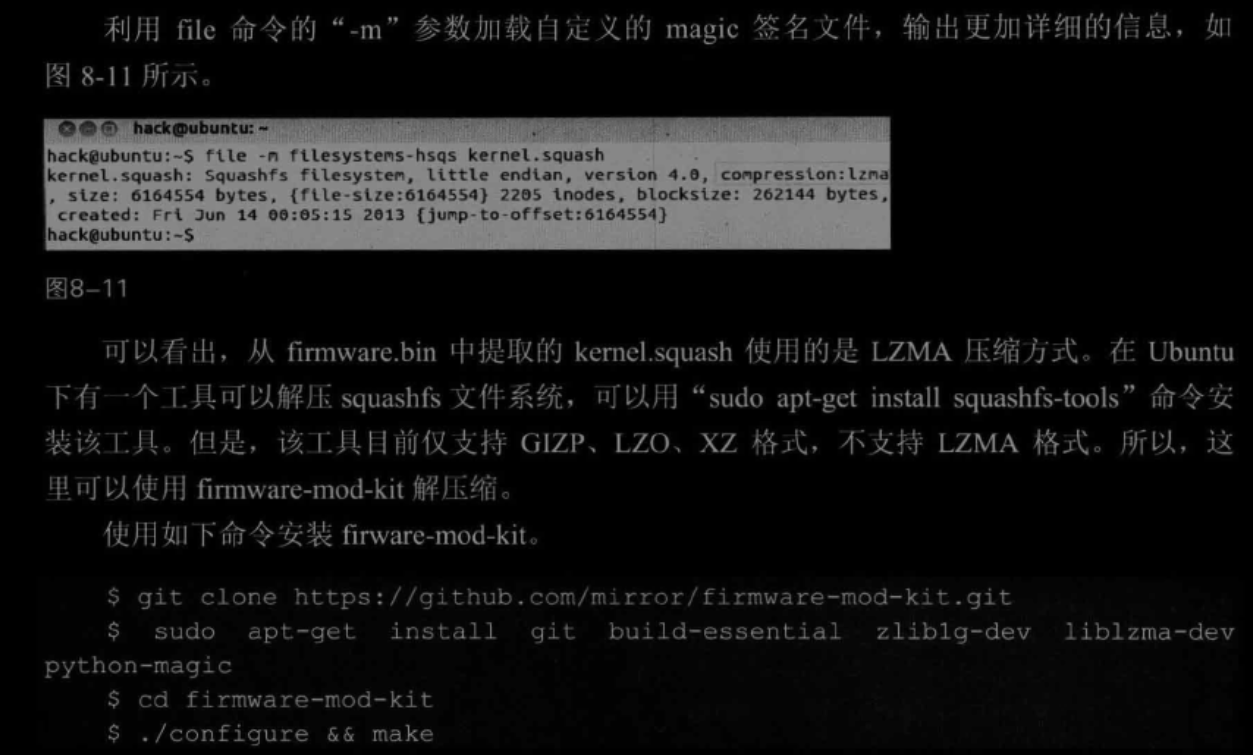 利用 file 命令的“-m”参数加载自定义的 magic 签名文件，输出更加详细的信息，如
图 8-11 所示。
hack@ubuntu: ~
hack@ubuntu:~$ file -m filesystems-hsqs kernel.squash
kernel.squash: Squashfs filesystem, little endian, version 4.0, compression:lzma
, size: 6164554 bytes, {file-size:6164554} 2205 inodes, blocksize: 262144 bytes,
created: Fri Jun 14 00:05:15 2013 {jump-to-offset:6164554}
hack@ubuntu:~$
图8-11
可以看出，从 firmware.bin 中提取的 kernel.squash 使用的是 LZMA 压缩方式。在 Ubuntu
下有一个工具可以解压 squashfs 文件系统，可以用“sudo apt-get install squashfs-tools”命令安
装该工具。但是，该工具目前仅支持 GIZP、LZO、XZ 格式，不支持 LZMA 格式。所以，这
里可以使用 firmware-mod-kit 解压缩。
使用如下命令安装 firware-mod-kit。
$ git clone https://github.com/mirror/firmware-mod-kit.git
$ sudo apt-get install git build-essential zlib1g-dev liblzma-dev
python-magic
$ cd firmware-mod-kit
$ ./configure && make